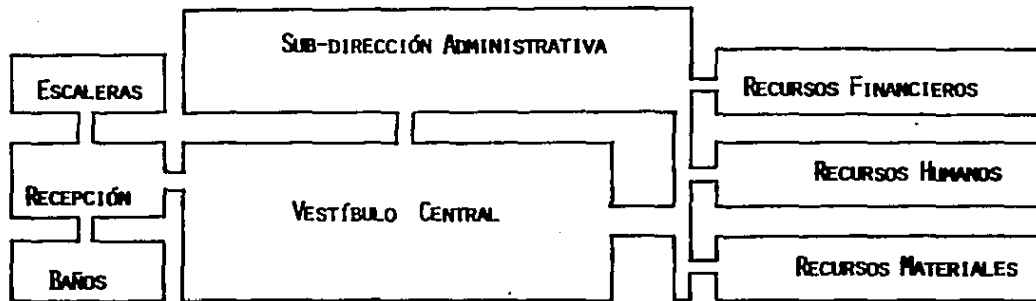 SUB-DIRECCIÓN ADMINISTRATIVA
ESCALERAS
RECURSOS FINANCIEROS
RECEPCIÓN
VESTÍBULO CENTRAL
RECURSOS HUMANOS
BAÑOS
RECURSOS MATERIALES